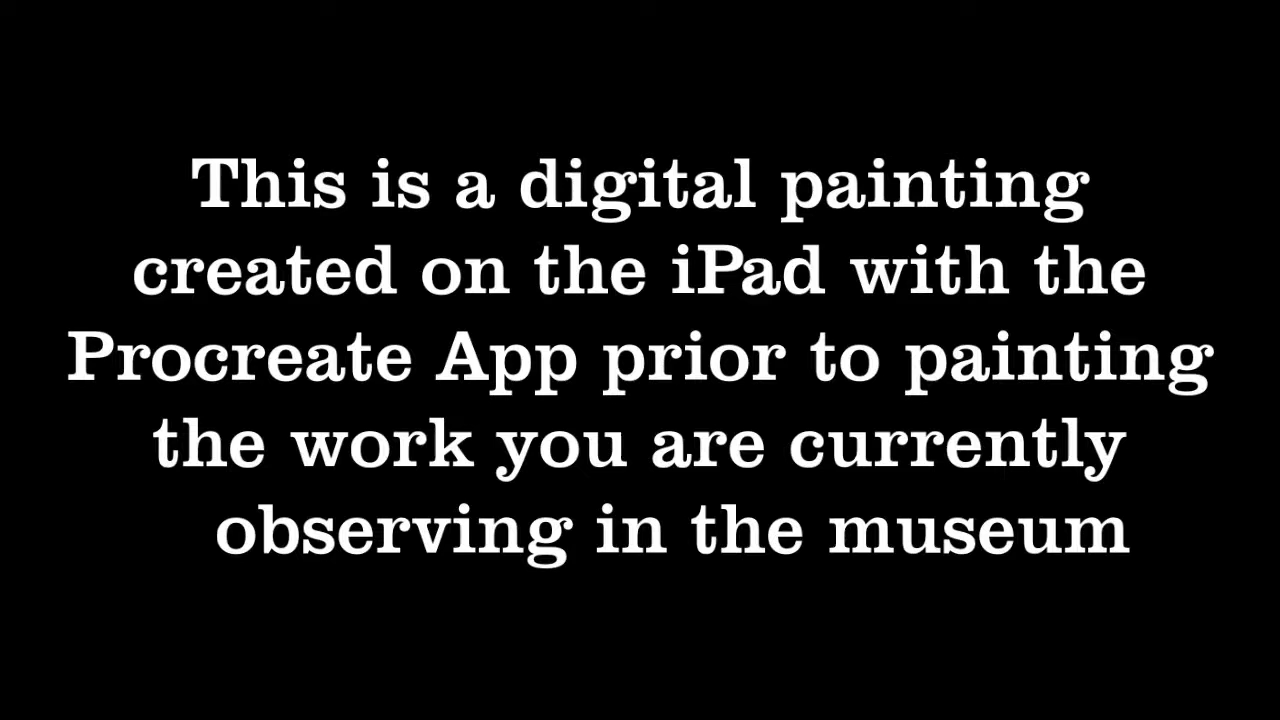 This is a digital painting
created on the iPad with the
Procreate App prior to painting
the work you are currently
observing in the museum